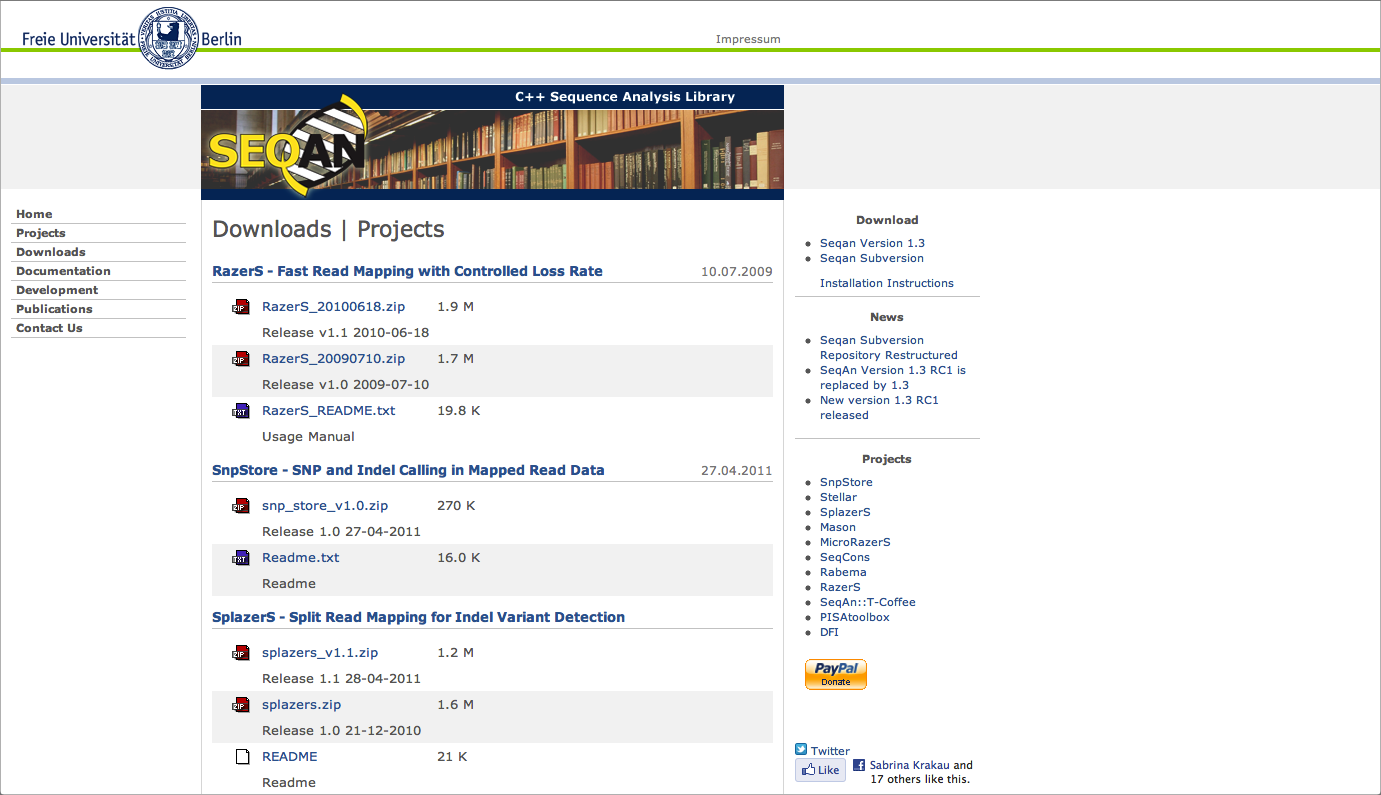 Freie Universität Berlin
Impressum
C++ Sequence Analysis Library
SEQAN
Home
Projects
Downloads
Documentation
Development
Publications
Contact Us
Downloads | Projects
RazerS - Fast Read Mapping with Controlled Loss Rate 10.07.2009
RazerS_20100618.zip 1.9 M
Release v1.1 2010-06-18
RazerS_20090710.zip 1.7 M
Release v1.0 2009-07-10
RazerS_README.txt 19.8 K
Usage Manual
SnpStore - SNP and Indel Calling in Mapped Read Data 27.04.2011
snp_store_v1.0.zip 270 K
Release 1.0 27-04-2011
Readme.txt 16.0 K
Readme
SplazerS - Split Read Mapping for Indel Variant Detection
splazers_v1.1.zip 1.2 M
Release 1.1 28-04-2011
splazers.zip 1.6 M
Release 1.0 21-12-2010
README 21 K
Readme
Download
Seqan Version 1.3
Seqan Subversion
Installation Instructions
News
Seqan Subversion
Repository Restructured
SeqAn Version 1.3 RC1 is
replaced by 1.3
New version 1.3 RC1
released
Projects
SnpStore
Stellar
SplazerS
Mason
MicroRazerS
SeqCons
Rabema
RazerS
SeqAn::T-Coffee
PISAtoolbox
DFI
PayPal
Donate
Twitter
Like
Sabrina Krakau and
17 others like this.